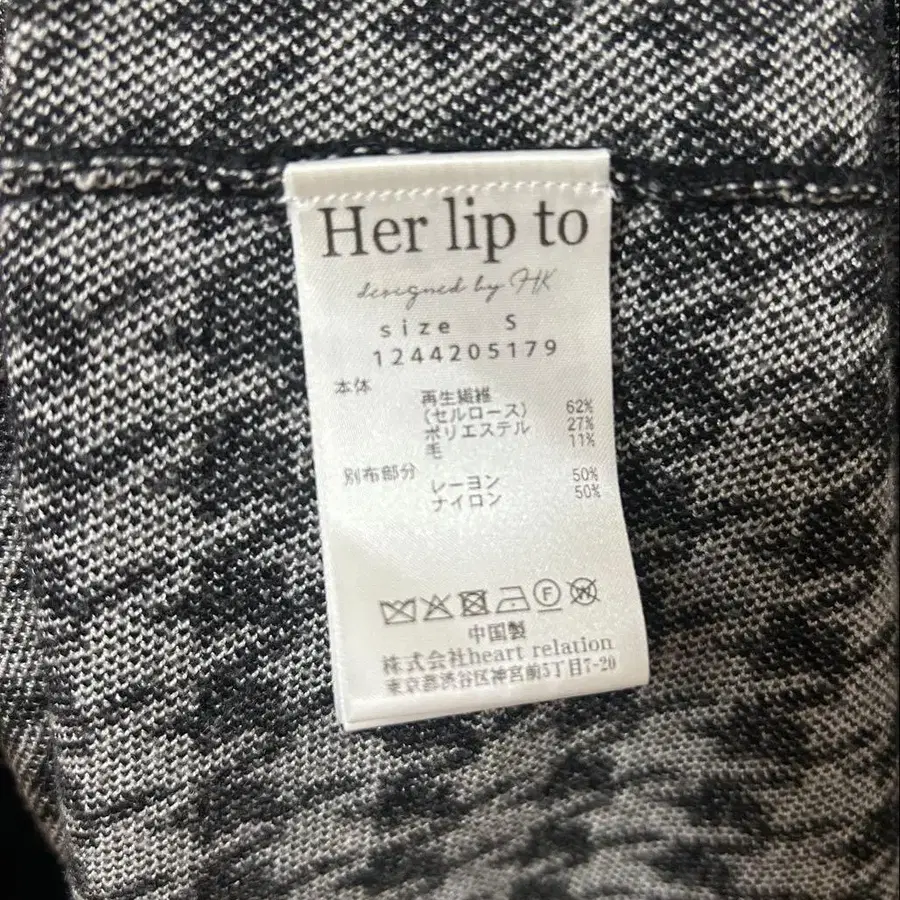 Her lip to
designed by HK
size S
1244205179
本体
再生繊維
(セルロース) 62%
ポリエステル 27%
毛 11%
別布部分
レーヨン 50%
ナイロン 50%
F W
中国製
株式会社heart relation
東京都渋谷区神宮前5丁目7-20